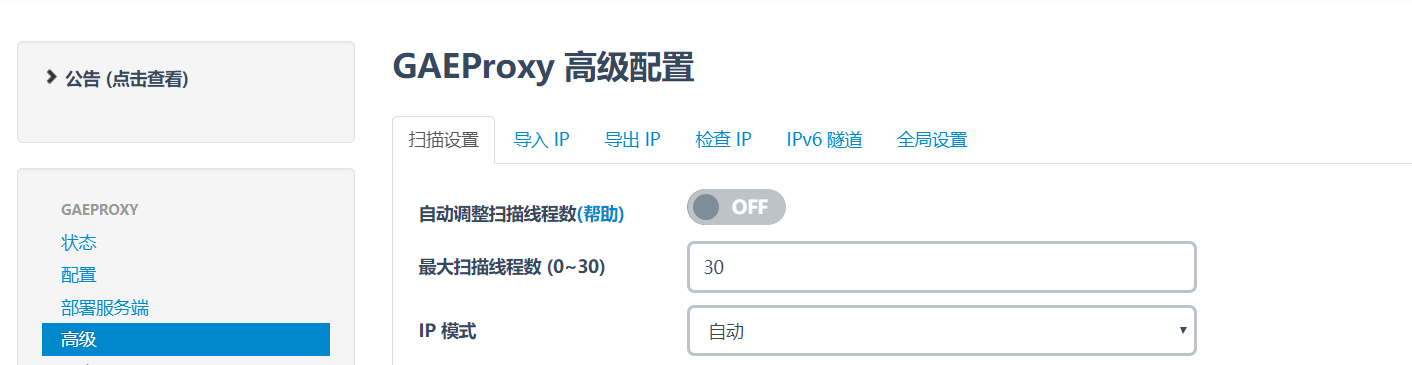 公告 (点击查看)
GAEPROXY
状态
配置
部署服务端
高级
GAEProxy 高级配置
扫描设置 导入 IP 导出 IP 检查 IP IPv6 隧道 全局设置
自动调整扫描线程数(帮助) OFF
最大扫描线程数 (0~30) 30
IP 模式 自动